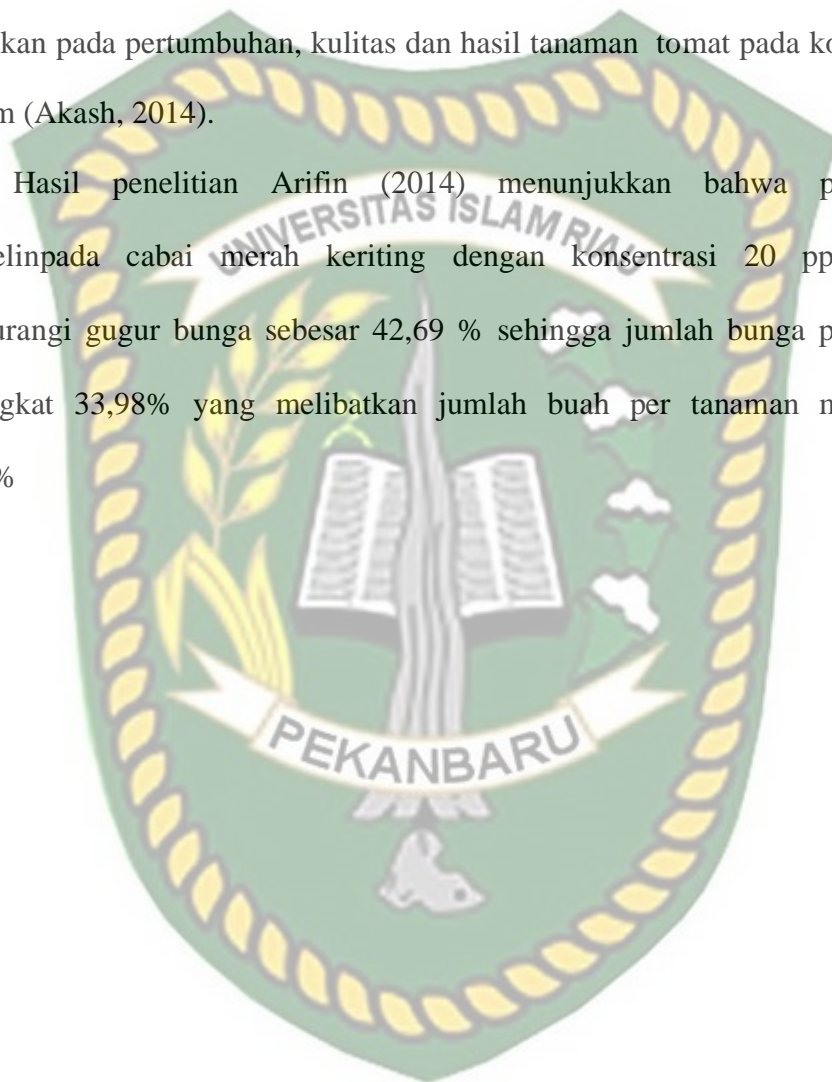 kan pada pertumbuhan, kulitas dan hasil tanaman tomat pada ko
m (Akash, 2014).
Hasil penelitian Arifin (2014) menunjukkan bahwa p
UNIVERSITAS ISLAM RIAU
elinpada cabai merah keriting dengan konsentrasi 20 pp
urangi gugur bunga sebesar 42,69 % sehingga jumlah bunga p
gkat 33,98% yang melibatkan jumlah buah per tanaman m
%
PEKANBARU